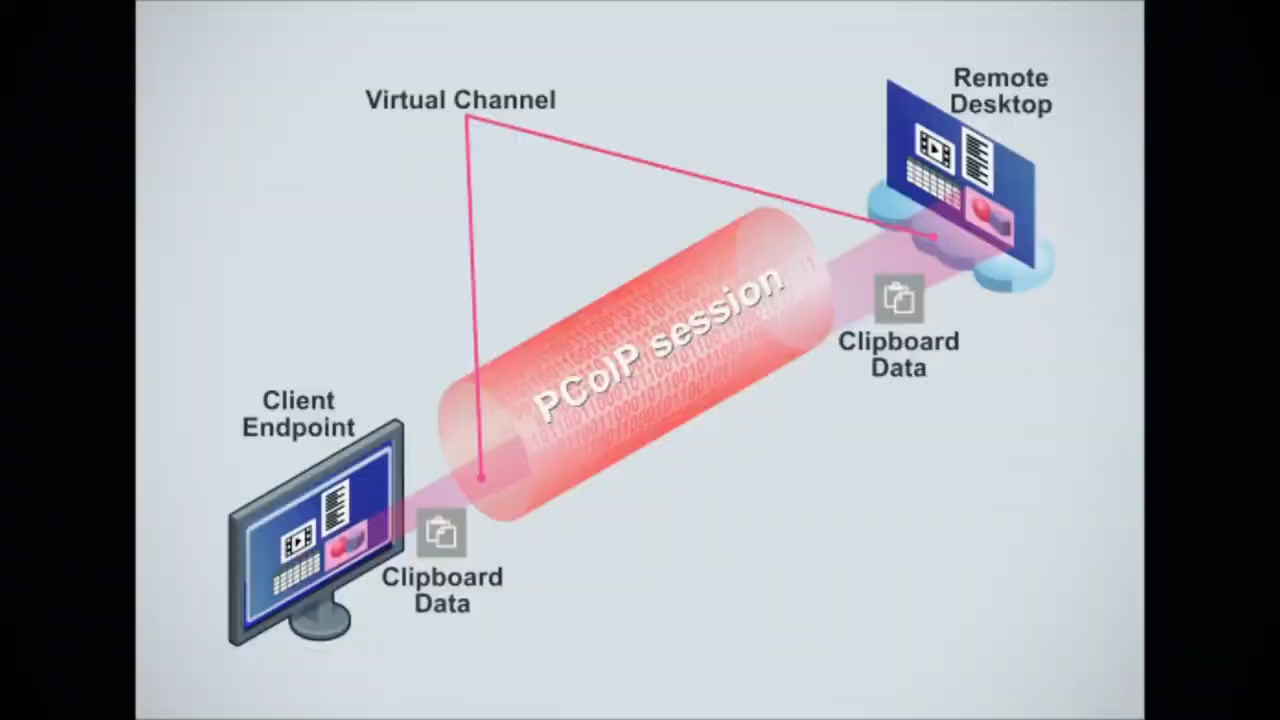 Virtual Channel
Remote
Desktop
PCoIP session
Clipboard
Data
Client
Endpoint
Clipboard
Data